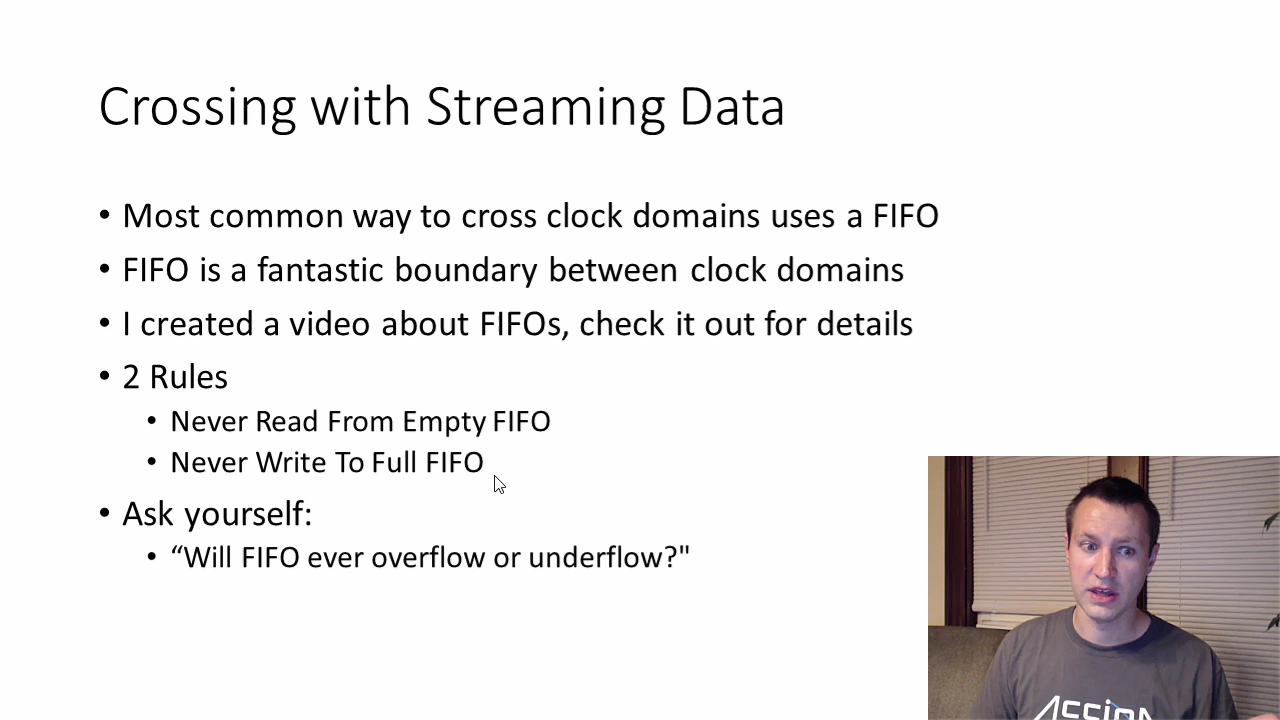 Crossing with Streaming Data
• Most common way to cross clock domains uses a FIFO
• FIFO is a fantastic boundary between clock domains
• I created a video about FIFOs, check it out for details
• 2 Rules
• Never Read From Empty FIFO
• Never Write To Full FIFO
• Ask yourself:
• “Will FIFO ever overflow or underflow?"